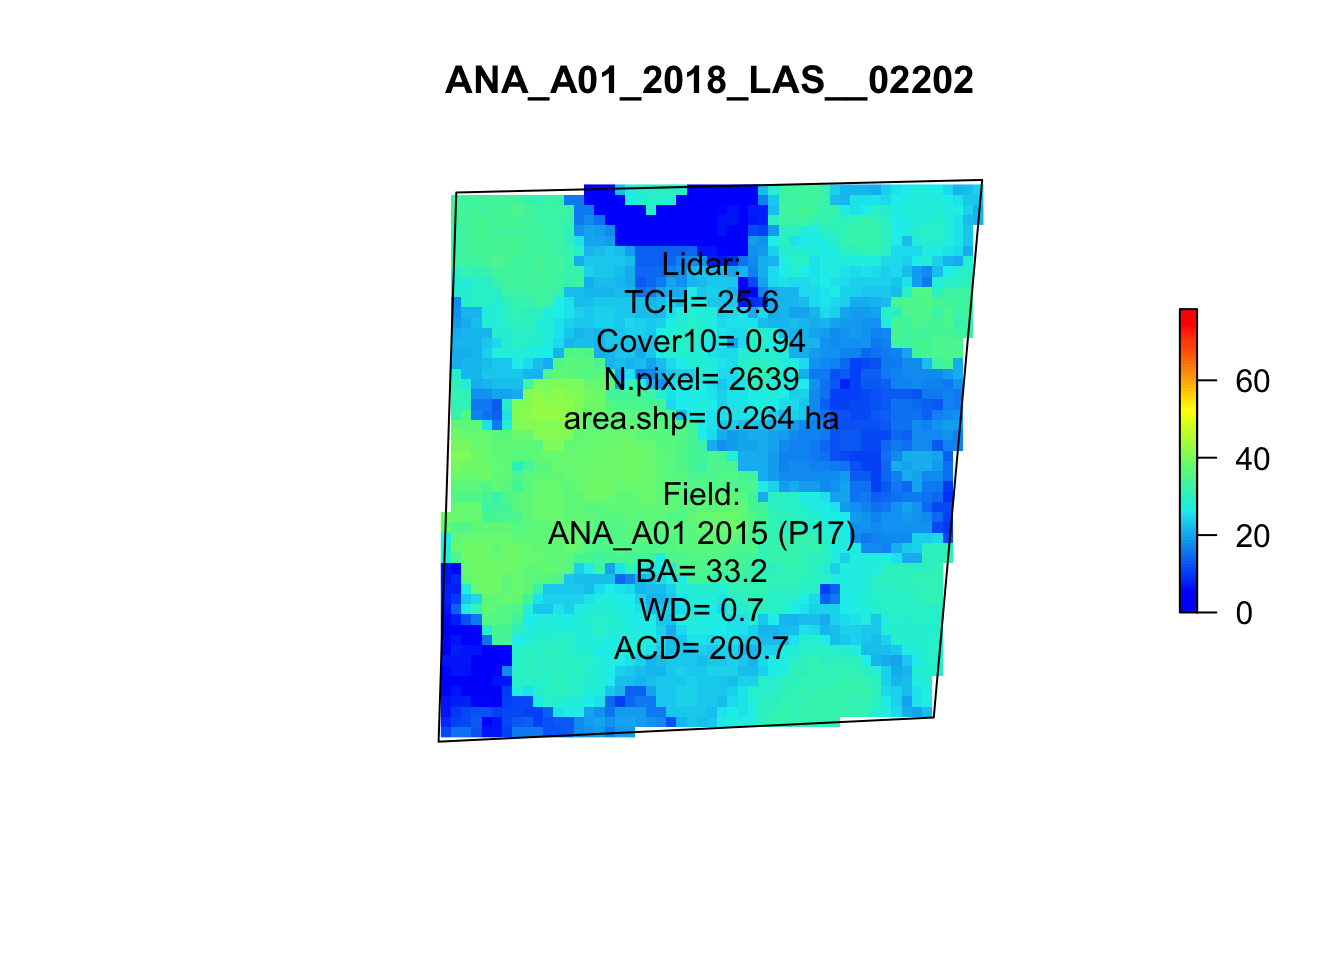 ANA_A01_2018_LAS__02202
Lidar:
TCH= 25.6
Cover10= 0.94
N.pixel= 2639
area.shp= 0.264 ha
Field:
ANA_A01 2015 (P17)
BA= 33.2
WD= 0.7
ACD= 200.7
60
40
20
0